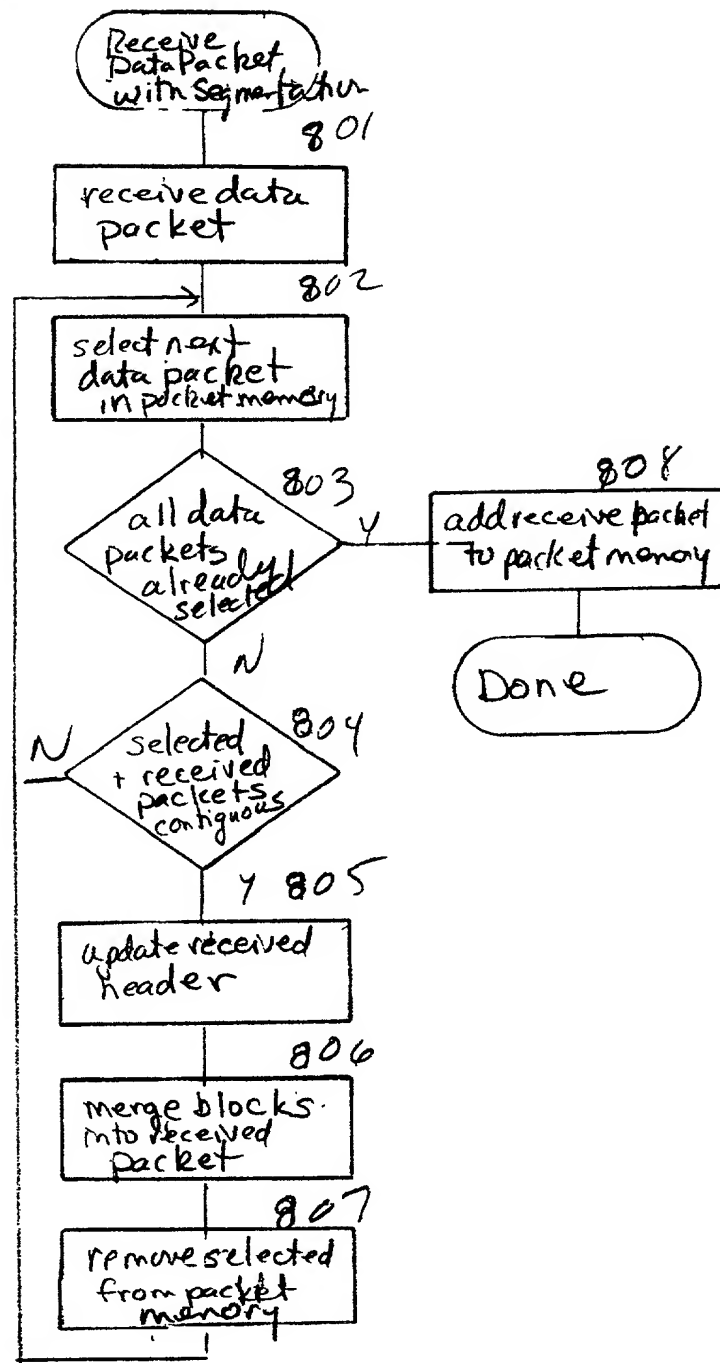 Receive
Data Packet
with Segmentation
801
receive data
packet
802
select next
data packet
in packet memory
803
all data
packets
already
selected
Y
808
add receive packet
to packet memory
Done
N
804
N
selected
+ received
packets
contiguous
Y 805
update received
header
806
merge blocks
into received
packet
807
remove selected
from packet
memory